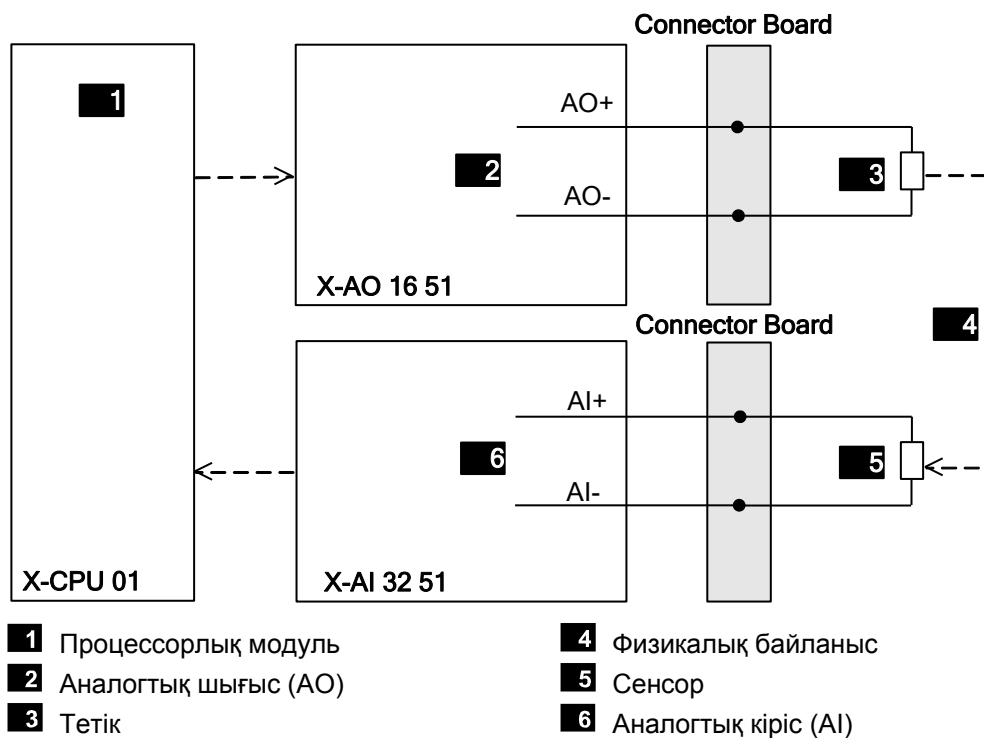 Connector Board
1
AO+
2
3
AO-
X-AO 16 51
Connector Board
4
AI+
6
5
AI-
X-CPU 01
X-AI 32 51
1 Процессорлық модуль
2 Аналогтық шығыс (AO)
3 Тетік
4 Физикалық байланыс
5 Сенсор
6 Аналогтық кіріс (AI)